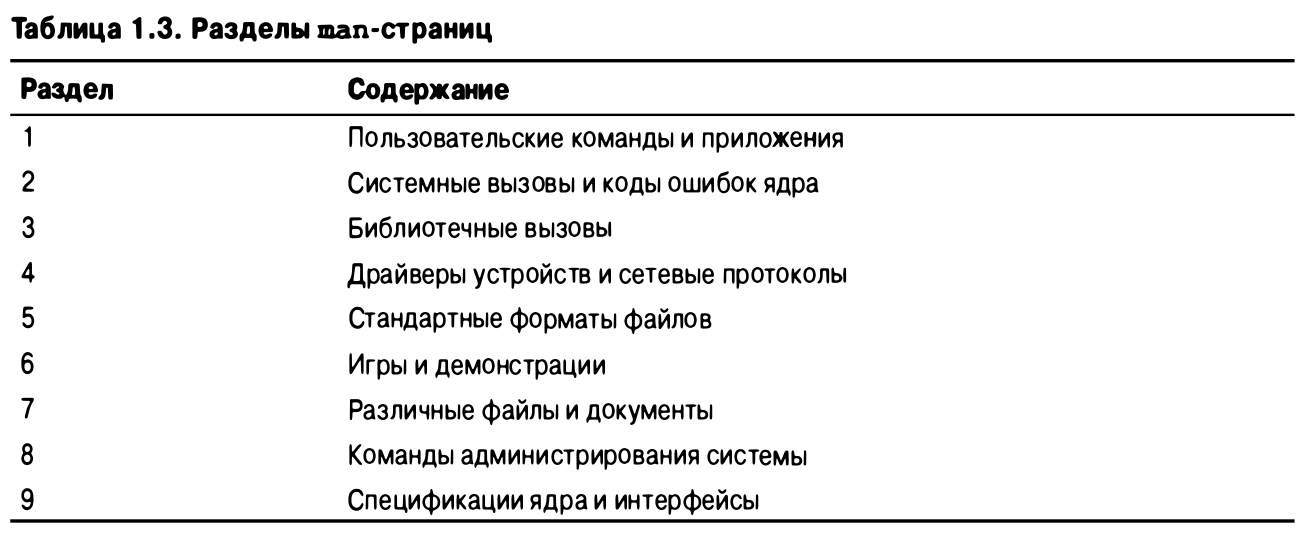 Таблица 1.3. Разделы man-страниц
Раздел Содержание
1 Пользовательские команды и приложения
2 Системные вызовы и коды ошибок ядра
3 Библиотечные вызовы
4 Драйверы устройств и сетевые протоколы
5 Стандартные форматы файлов
6 Игры и демонстрации
7 Различные файлы и документы
8 Команды администрирования системы
9 Спецификации ядра и интерфейсы